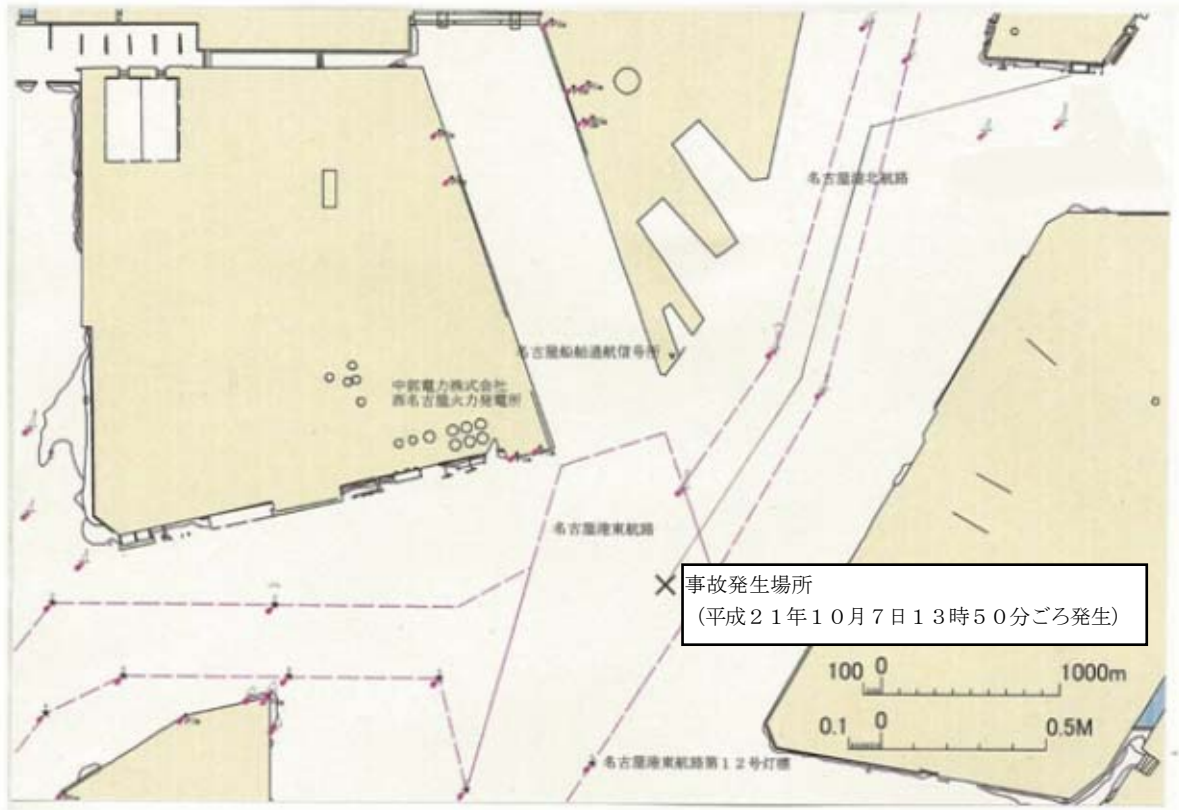 名古屋港北航路
名古屋船舶通航信号所
中部電力株式会社
西名古屋火力発電所
名古屋港東航路
事故発生場所
（平成２１年１０月７日１３時５０分ごろ発生）
100 0 1000m
0.1 0 0.5M
名古屋港東航路第１２号灯標